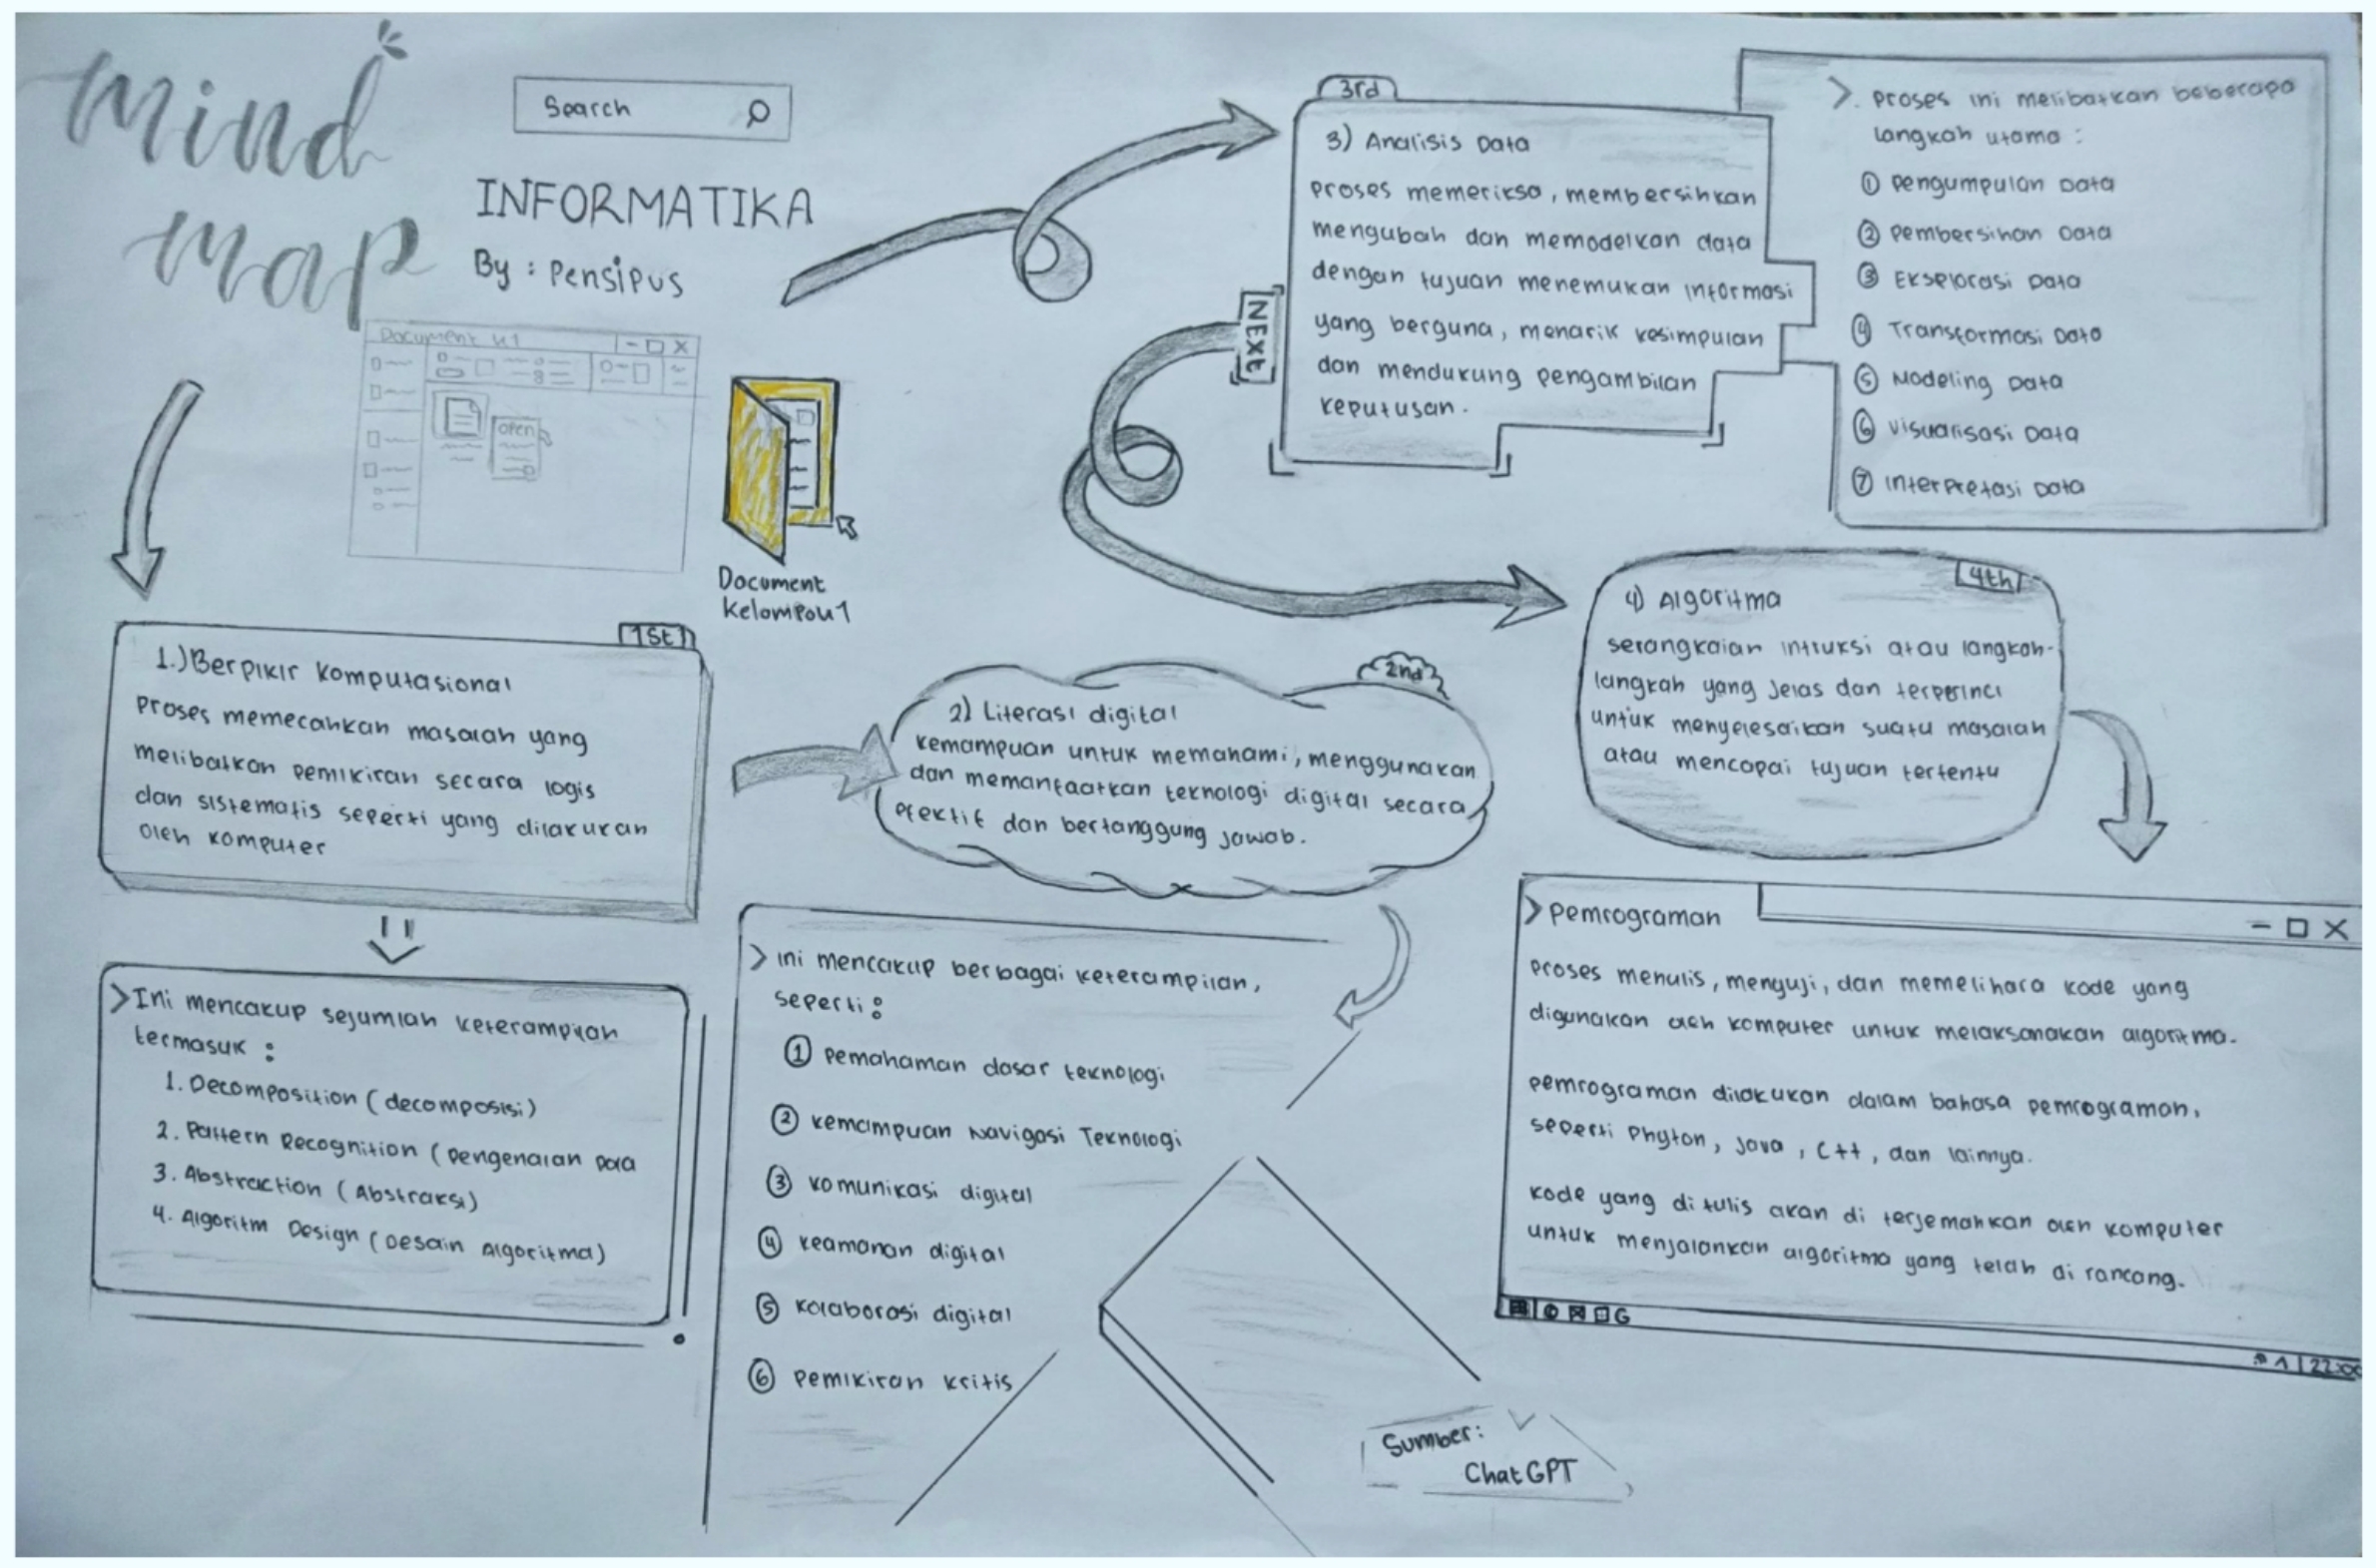 mind
map
Search
INFORMATIKA
By : Pensipus
Document k1
OPEN
Document
Kelompok 1
1st
1.) Berpikir Komputasional
Proses memecahkan masalah yang
melibatkan pemikiran secara logis
dan sistematis seperti yang dilakukan
oleh komputer
> Ini mencakup sejumlah keterampilan
termasuk :
1. Decomposition (decomposisi)
2. Pattern Recognition (pengenalan pola
3. Abstraction (Abstraksi)
4. Algoritm Design (Desain Algoritma)
2nd
2) Literasi digital
kemampuan untuk memahami, menggunakan
dan memanfaatkan teknologi digital secara
efektif dan bertanggung jawab.
> ini mencakup berbagai keterampilan,
seperti :
① Pemahaman dasar teknologi
② kemampuan Navigasi Teknologi
③ komunikasi digital
④ keamanan digital
⑤ kolaborasi digital
⑥ pemikiran kritis
3rd
3) Analisis Data
proses memeriksa, membersihkan
mengubah dan memodelkan data
dengan tujuan menemukan informasi
yang berguna, menarik kesimpulan
dan mendukung pengambilan
keputusan.
NEXt
>. proses ini melibatkan beberapa
langkah utama :
① pengumpulan Data
② pembersihan Data
③ Eksplorasi Data
④ Transformasi Data
⑤ Modeling Data
⑥ visualisasi Data
⑦ interpretasi Data
4th
4) Algoritma
serangkaian intruksi atau langkah-
langkah yang jelas dan terperinci
untuk menyelesaikan suatu masalah
atau mencapai tujuan tertentu
> Pemrograman
– □ X
proses menulis, menguji, dan memelihara kode yang
digunakan oleh komputer untuk melaksanakan algoritma.
pemrograman dilakukan dalam bahasa pemrograman,
seperti Phyton, java, C++, dan lainnya.
kode yang di tulis akan di terjemahkan oleh komputer
untuk menjalankan algoritma yang telah di rancang.
G
22:00
Sumber:
ChatGPT